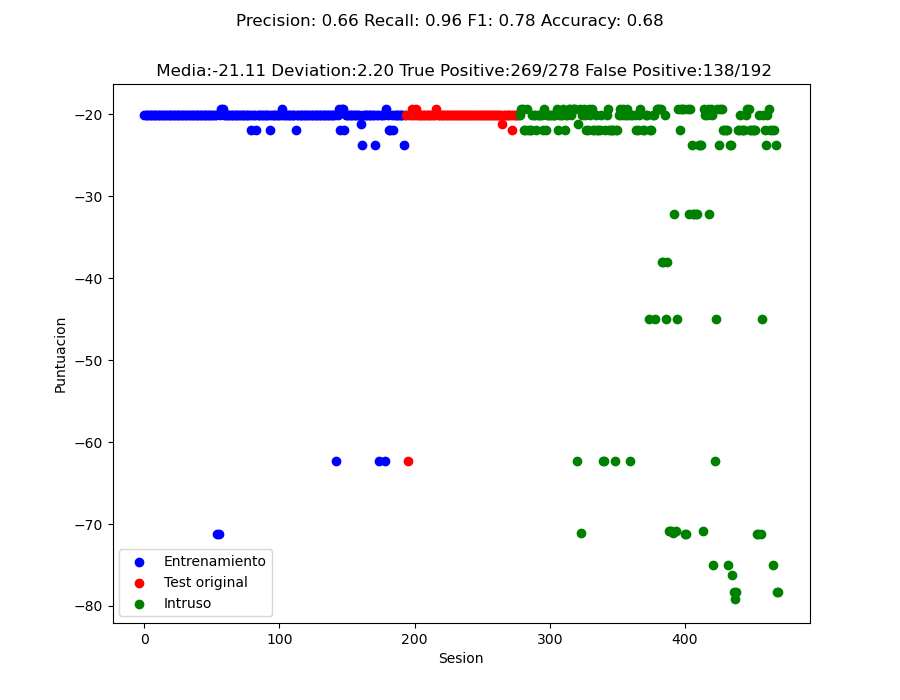 Precision: 0.66 Recall: 0.96 F1: 0.78 Accuracy: 0.68
Media:-21.11 Deviation:2.20 True Positive:269/278 False Positive:138/192
−20
−30
−40
−50
−60
−70
−80
Puntuacion
Entrenamiento
Test original
Intruso
0 100 200 300 400
Sesion